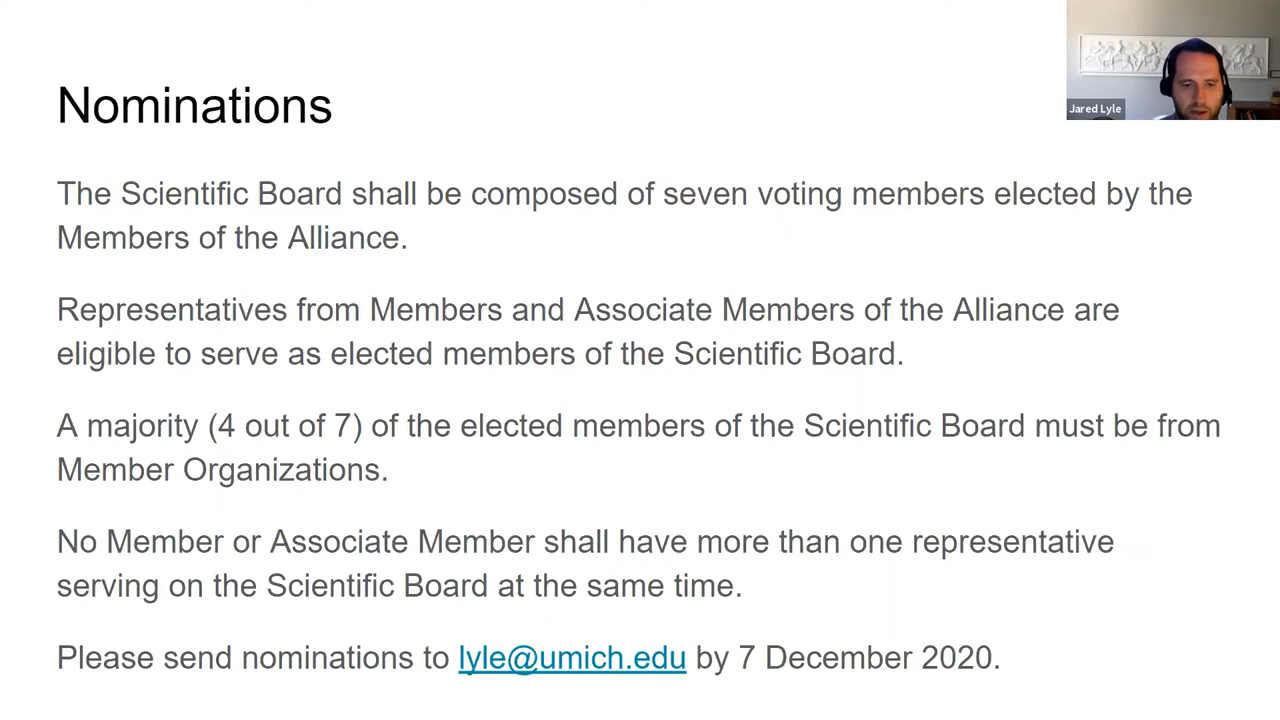 Nominations
Jared Lyle
The Scientific Board shall be composed of seven voting members elected by the
Members of the Alliance.
Representatives from Members and Associate Members of the Alliance are
eligible to serve as elected members of the Scientific Board.
A majority (4 out of 7) of the elected members of the Scientific Board must be from
Member Organizations.
No Member or Associate Member shall have more than one representative
serving on the Scientific Board at the same time.
Please send nominations to lyle@umich.edu by 7 December 2020.